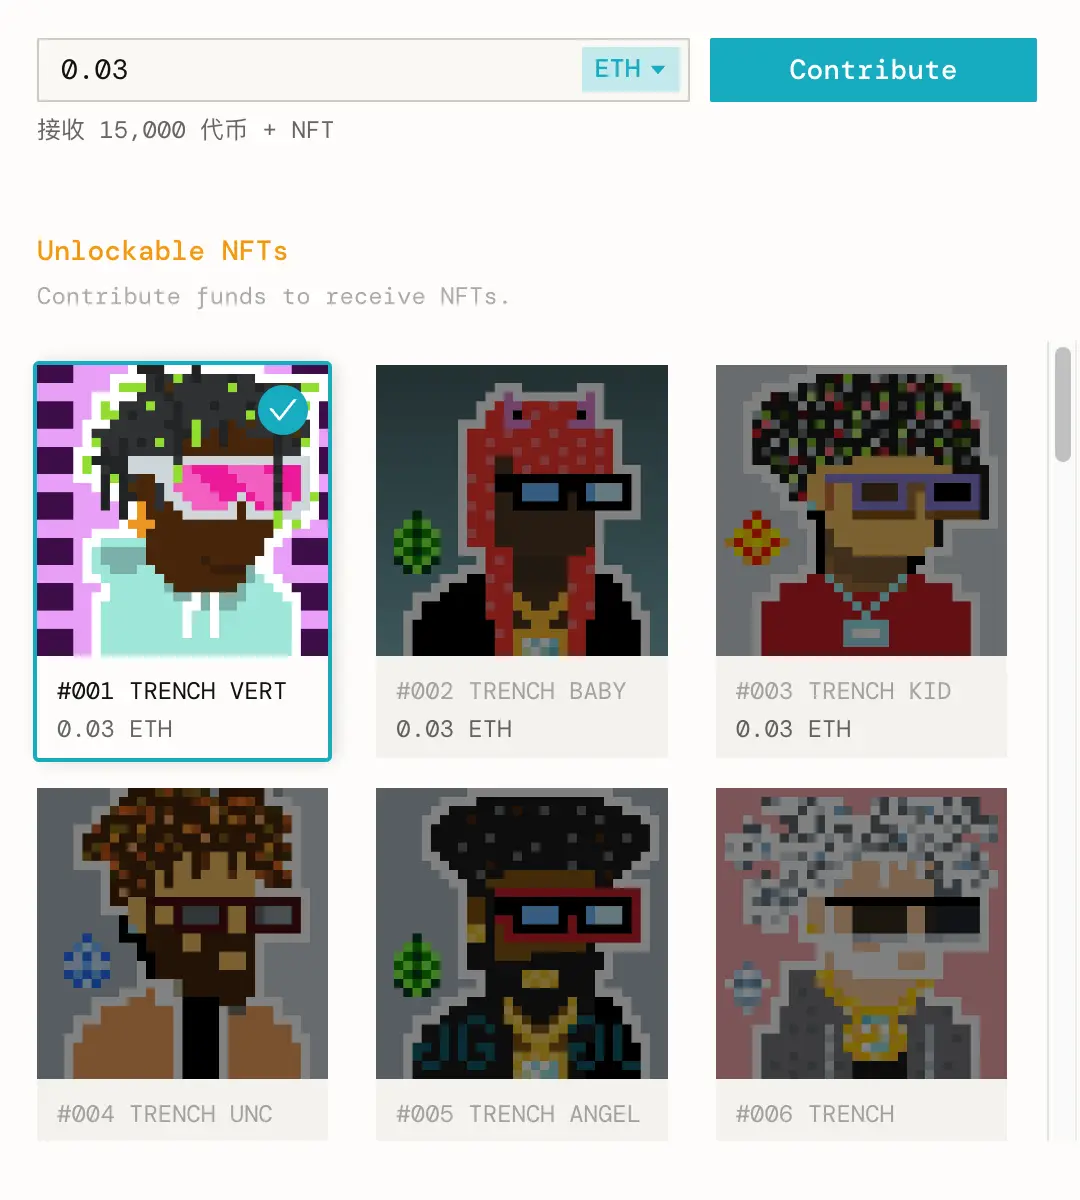 0.03
ETH
Contribute
接收 15,000 代币 + NFT
Unlockable NFTs
Contribute funds to receive NFTs.
#001 TRENCH VERT
0.03 ETH
#002 TRENCH BABY
0.03 ETH
#003 TRENCH KID
0.03 ETH
#004 TRENCH UNC
#005 TRENCH ANGEL
#006 TRENCH